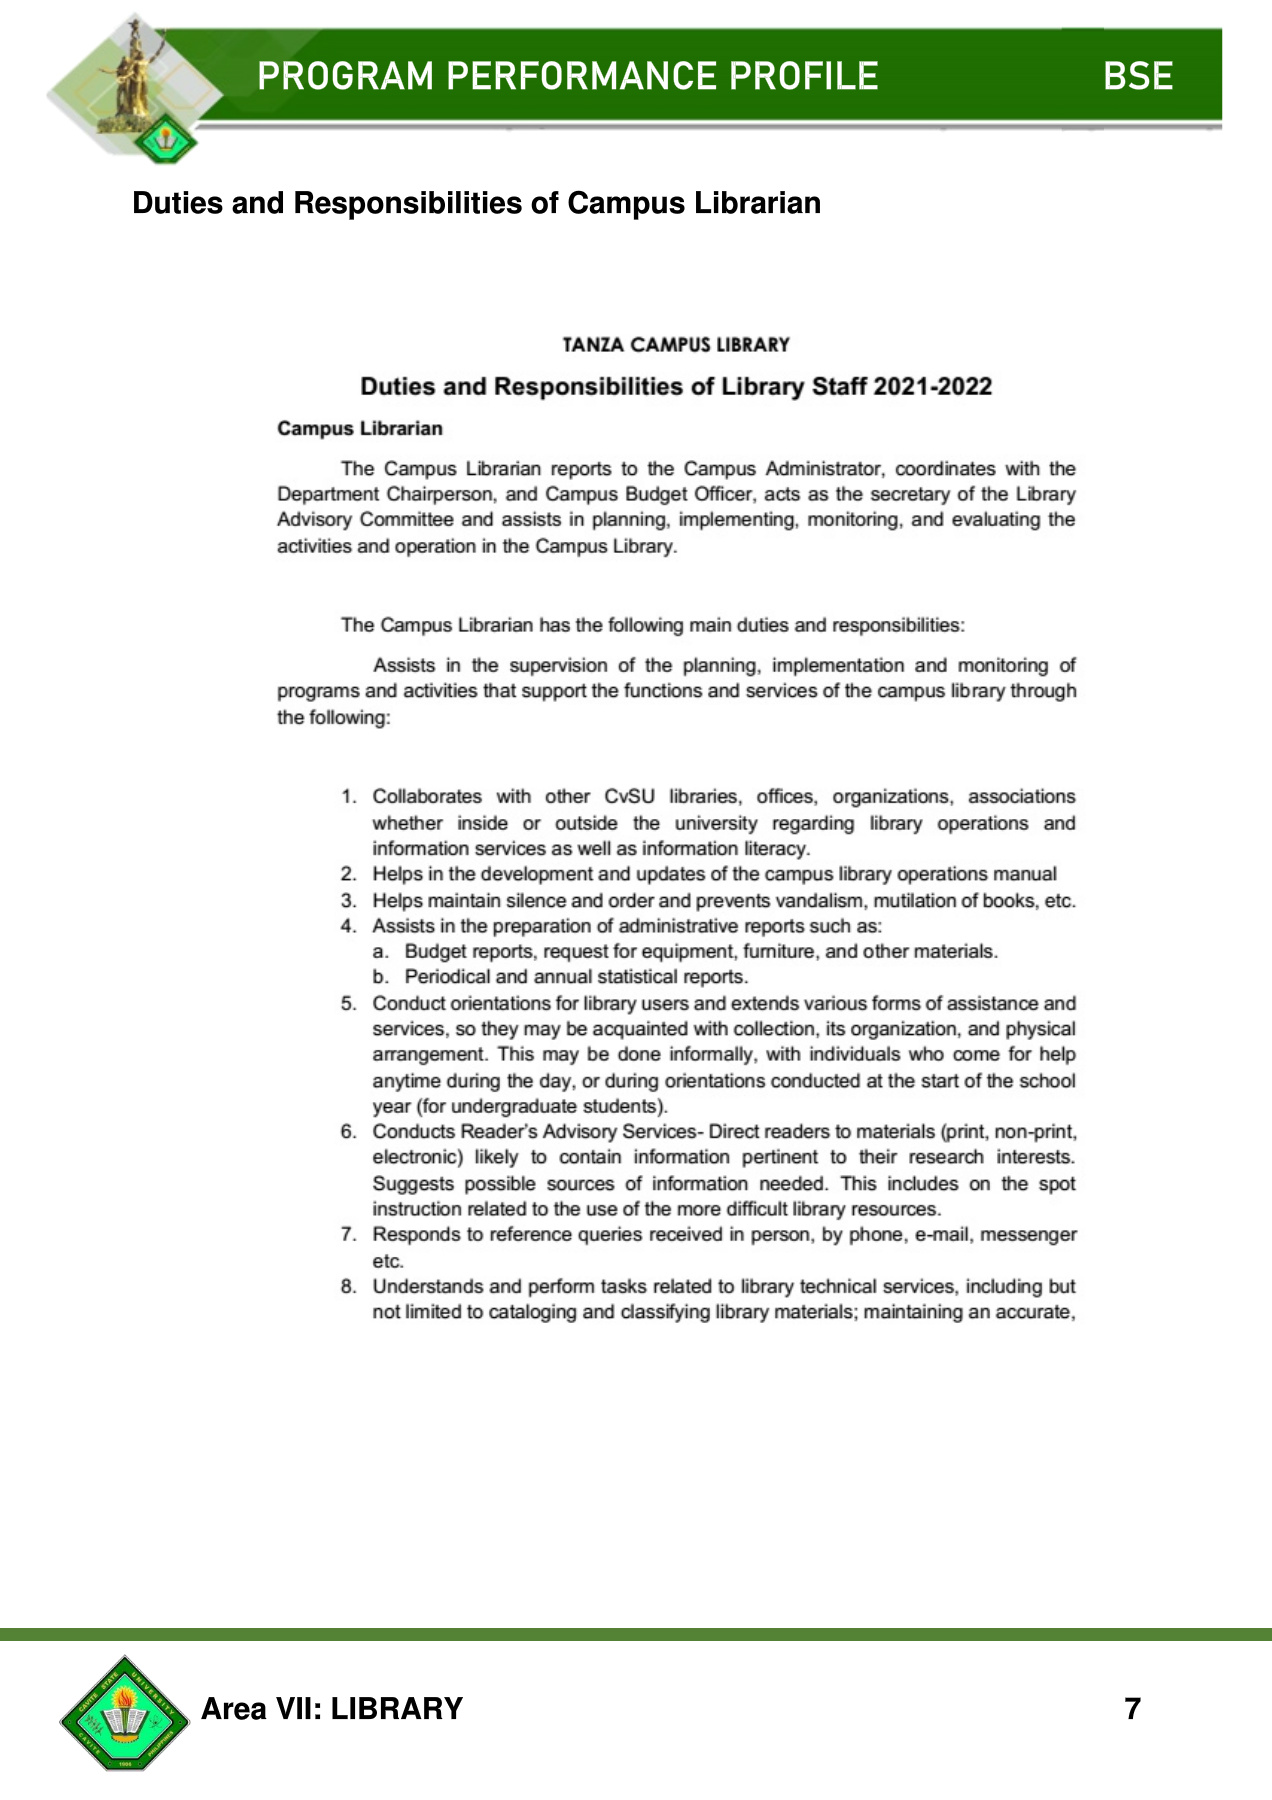 PROGRAM PERFORMANCE PROFILE BSE
Duties and Responsibilities of Campus Librarian
TANZA CAMPUS LIBRARY
Duties and Responsibilities of Library Staff 2021-2022
Campus Librarian
The Campus Librarian reports to the Campus Administrator, coordinates with the
Department Chairperson, and Campus Budget Officer, acts as the secretary of the Library
Advisory Committee and assists in planning, implementing, monitoring, and evaluating the
activities and operation in the Campus Library.
The Campus Librarian has the following main duties and responsibilities:
Assists in the supervision of the planning, implementation and monitoring of
programs and activities that support the functions and services of the campus library through
the following:
1. Collaborates with other CvSU libraries, offices, organizations, associations
whether inside or outside the university regarding library operations and
information services as well as information literacy.
2. Helps in the development and updates of the campus library operations manual
3. Helps maintain silence and order and prevents vandalism, mutilation of books, etc.
4. Assists in the preparation of administrative reports such as:
a. Budget reports, request for equipment, furniture, and other materials.
b. Periodical and annual statistical reports.
5. Conduct orientations for library users and extends various forms of assistance and
services, so they may be acquainted with collection, its organization, and physical
arrangement. This may be done informally, with individuals who come for help
anytime during the day, or during orientations conducted at the start of the school
year (for undergraduate students).
6. Conducts Reader's Advisory Services- Direct readers to materials (print, non-print,
electronic) likely to contain information pertinent to their research interests.
Suggests possible sources of information needed. This includes on the spot
instruction related to the use of the more difficult library resources.
7. Responds to reference queries received in person, by phone, e-mail, messenger
etc.
8. Understands and perform tasks related to library technical services, including but
not limited to cataloging and classifying library materials; maintaining an accurate,
CAVITE STATE UNIVERSITY
CAVITE PHILIPPINES
1906
Area VII: LIBRARY 7